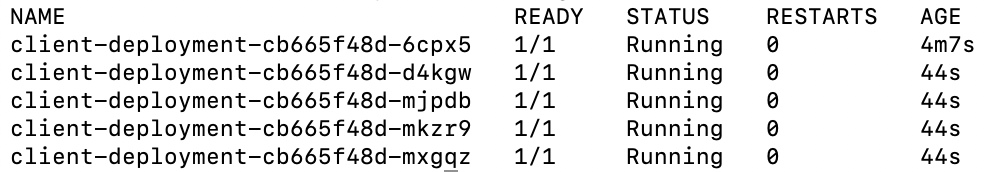 NAME READY STATUS RESTARTS AGE
client-deployment-cb665f48d-6cpx5 1/1 Running 0 4m7s
client-deployment-cb665f48d-d4kgw 1/1 Running 0 44s
client-deployment-cb665f48d-mjpdb 1/1 Running 0 44s
client-deployment-cb665f48d-mkzr9 1/1 Running 0 44s
client-deployment-cb665f48d-mxgqz 1/1 Running 0 44s